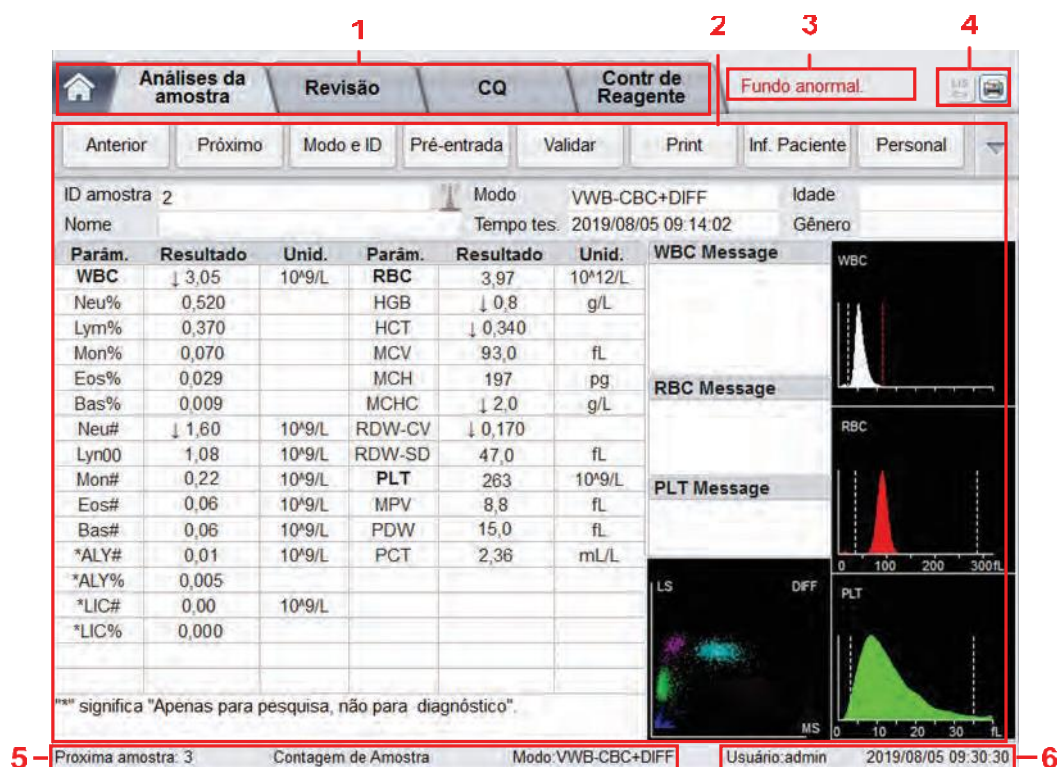 1 2 3 4
Análises da amostra Revisão CQ Contr de Reagente Fundo anormal. LIS
Anterior Próximo Modo e ID Pré-entrada Validar Print Inf. Paciente Personal
ID amostra 2 Modo VWB-CBC+DIFF Idade
Nome Tempo tes. 2019/08/05 09:14:02 Gênero
Parâm. Resultado Unid. Parâm. Resultado Unid. WBC Message WBC
WBC ↓ 3,05 10^9/L RBC 3,97 10^12/L
Neu% 0,520 HGB ↓ 0,8 g/L
Lym% 0,370 HCT ↓ 0,340
Mon% 0,070 MCV 93,0 fL
Eos% 0,029 MCH 197 pg RBC Message
Bas% 0,009 MCHC ↓ 2,0 g/L
Neu# ↓ 1,60 10^9/L RDW-CV ↓ 0,170 RBC
Lyn00 1,08 10^9/L RDW-SD 47,0 fL
Mon# 0,22 10^9/L PLT 263 10^9/L PLT Message
Eos# 0,06 10^9/L MPV 8,8 fL
Bas# 0,06 10^9/L PDW 15,0 fL
*ALY# 0,01 10^9/L PCT 2,36 mL/L 0 100 200 300 fL
*ALY% 0,005 LS DIFF PLT
*LIC# 0,00 10^9/L
*LIC% 0,000
"*" significa "Apenas para pesquisa, não para diagnóstico".
MS 0 10 20 30 fL
5 Proxima amostra: 3 Contagem de Amostra Modo:VWB-CBC+DIFF Usuário:admin 2019/08/05 09:30:30 6